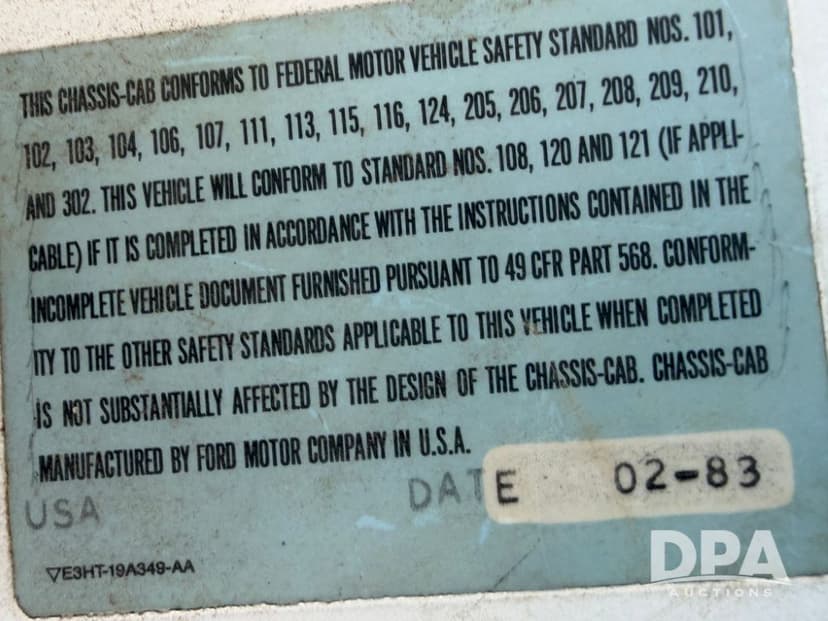 THIS CHASSIS-CAB CONFORMS TO FEDERAL MOTOR VEHICLE SAFETY STANDARD NOS. 101,
102, 103, 104, 106, 107, 111, 113, 115, 116, 124, 205, 206, 207, 208, 209, 210,
AND 302. THIS VEHICLE WILL CONFORM TO STANDARD NOS. 108, 120 AND 121 (IF APPLI-
CABLE) IF IT IS COMPLETED IN ACCORDANCE WITH THE INSTRUCTIONS CONTAINED IN THE
INCOMPLETE VEHICLE DOCUMENT FURNISHED PURSUANT TO 49 CFR PART 568. CONFORM-
ITY TO THE OTHER SAFETY STANDARDS APPLICABLE TO THIS VEHICLE WHEN COMPLETED
IS NOT SUBSTANTIALLY AFFECTED BY THE DESIGN OF THE CHASSIS-CAB. CHASSIS-CAB
MANUFACTURED BY FORD MOTOR COMPANY IN U.S.A.
USA DATE 02-83
▽E3HT-19A349-AA
DPA
AUCTIONS